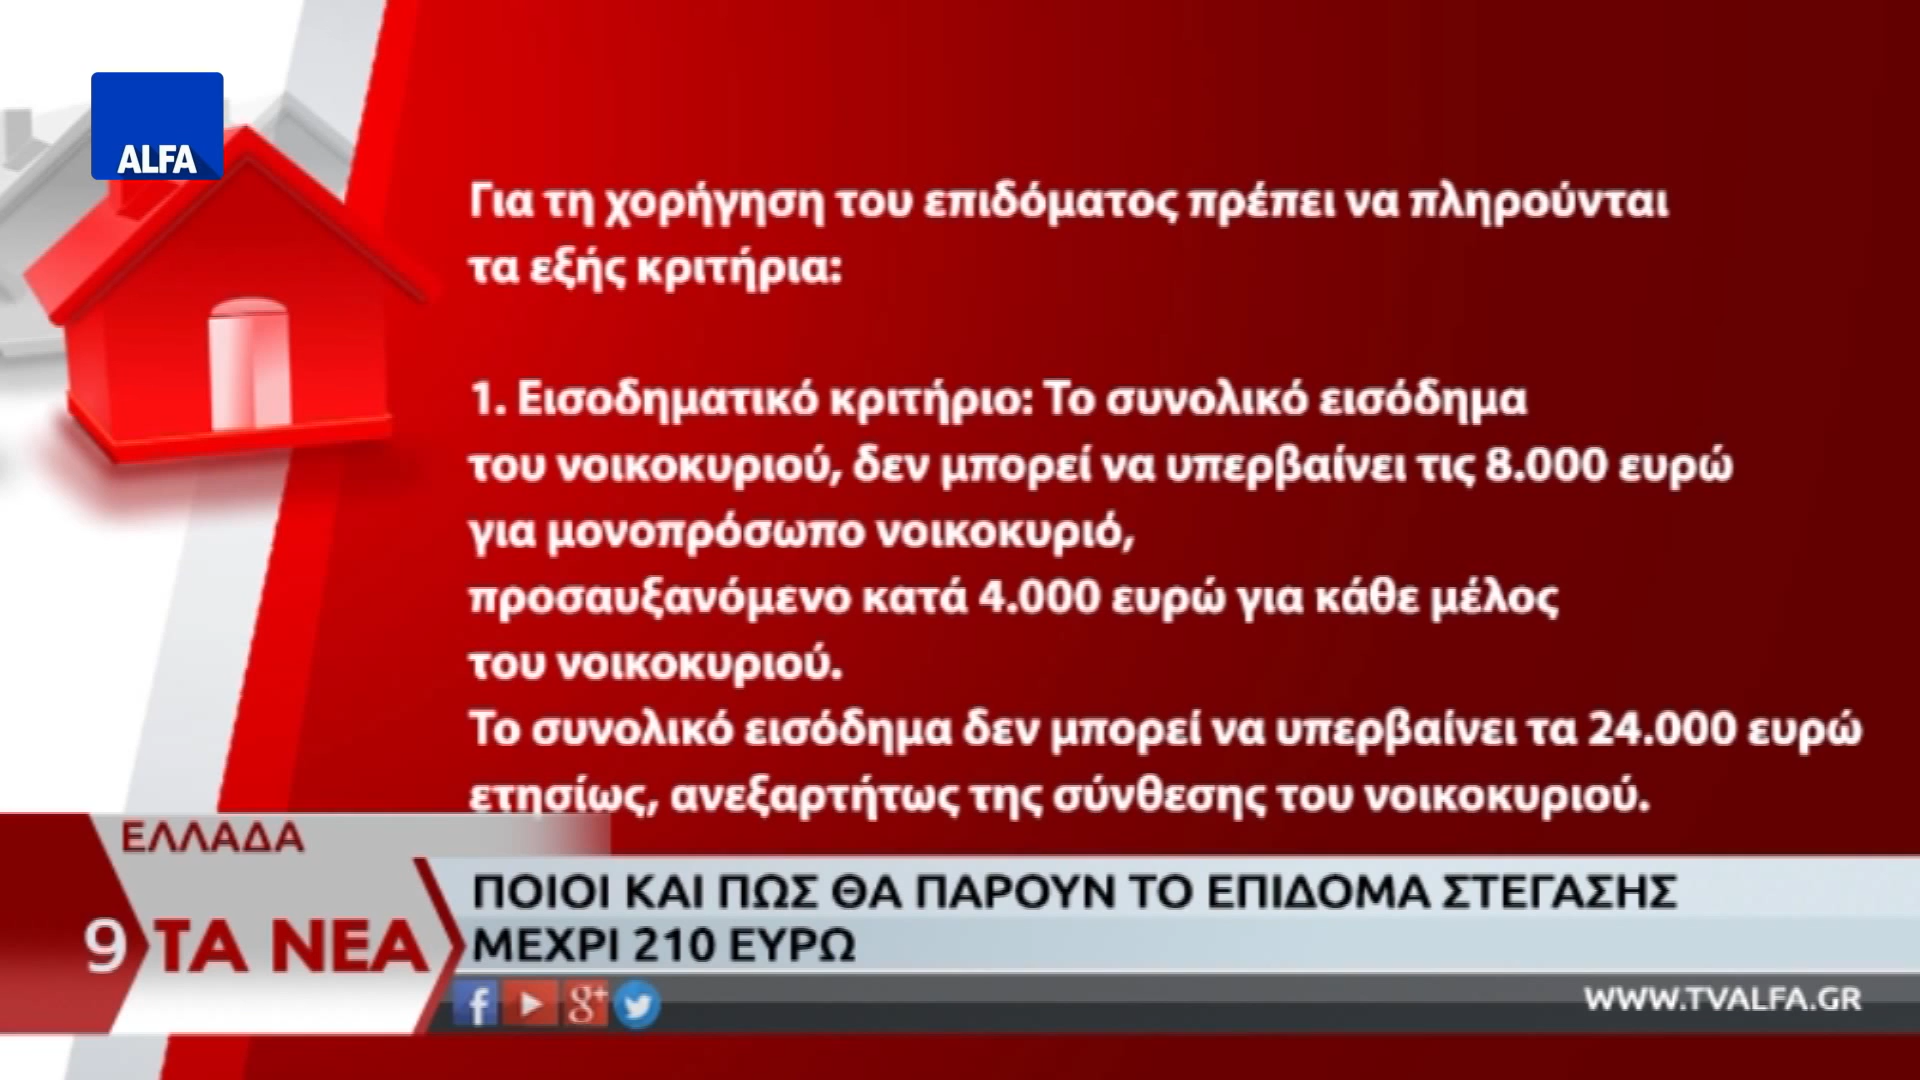 ALFA
Για τη χορήγηση του επιδόματος πρέπει να πληρούνται
τα εξής κριτήρια:
1. Εισοδηματικό κριτήριο: Το συνολικό εισόδημα
του νοικοκυριού, δεν μπορεί να υπερβαίνει τις 8.000 ευρώ
για μονοπρόσωπο νοικοκυριό,
προσαυξανόμενο κατά 4.000 ευρώ για κάθε μέλος
του νοικοκυριού.
Το συνολικό εισόδημα δεν μπορεί να υπερβαίνει τα 24.000 ευρώ
ετησίως, ανεξαρτήτως της σύνθεσης του νοικοκυριού.
ΕΛΛΑΔΑ
9 ΤΑ ΝΕΑ
ΠΟΙΟΙ ΚΑΙ ΠΩΣ ΘΑ ΠΑΡΟΥΝ ΤΟ ΕΠΙΔΟΜΑ ΣΤΕΓΑΣΗΣ
ΜΕΧΡΙ 210 ΕΥΡΩ
f g+
WWW.TVALFA.GR